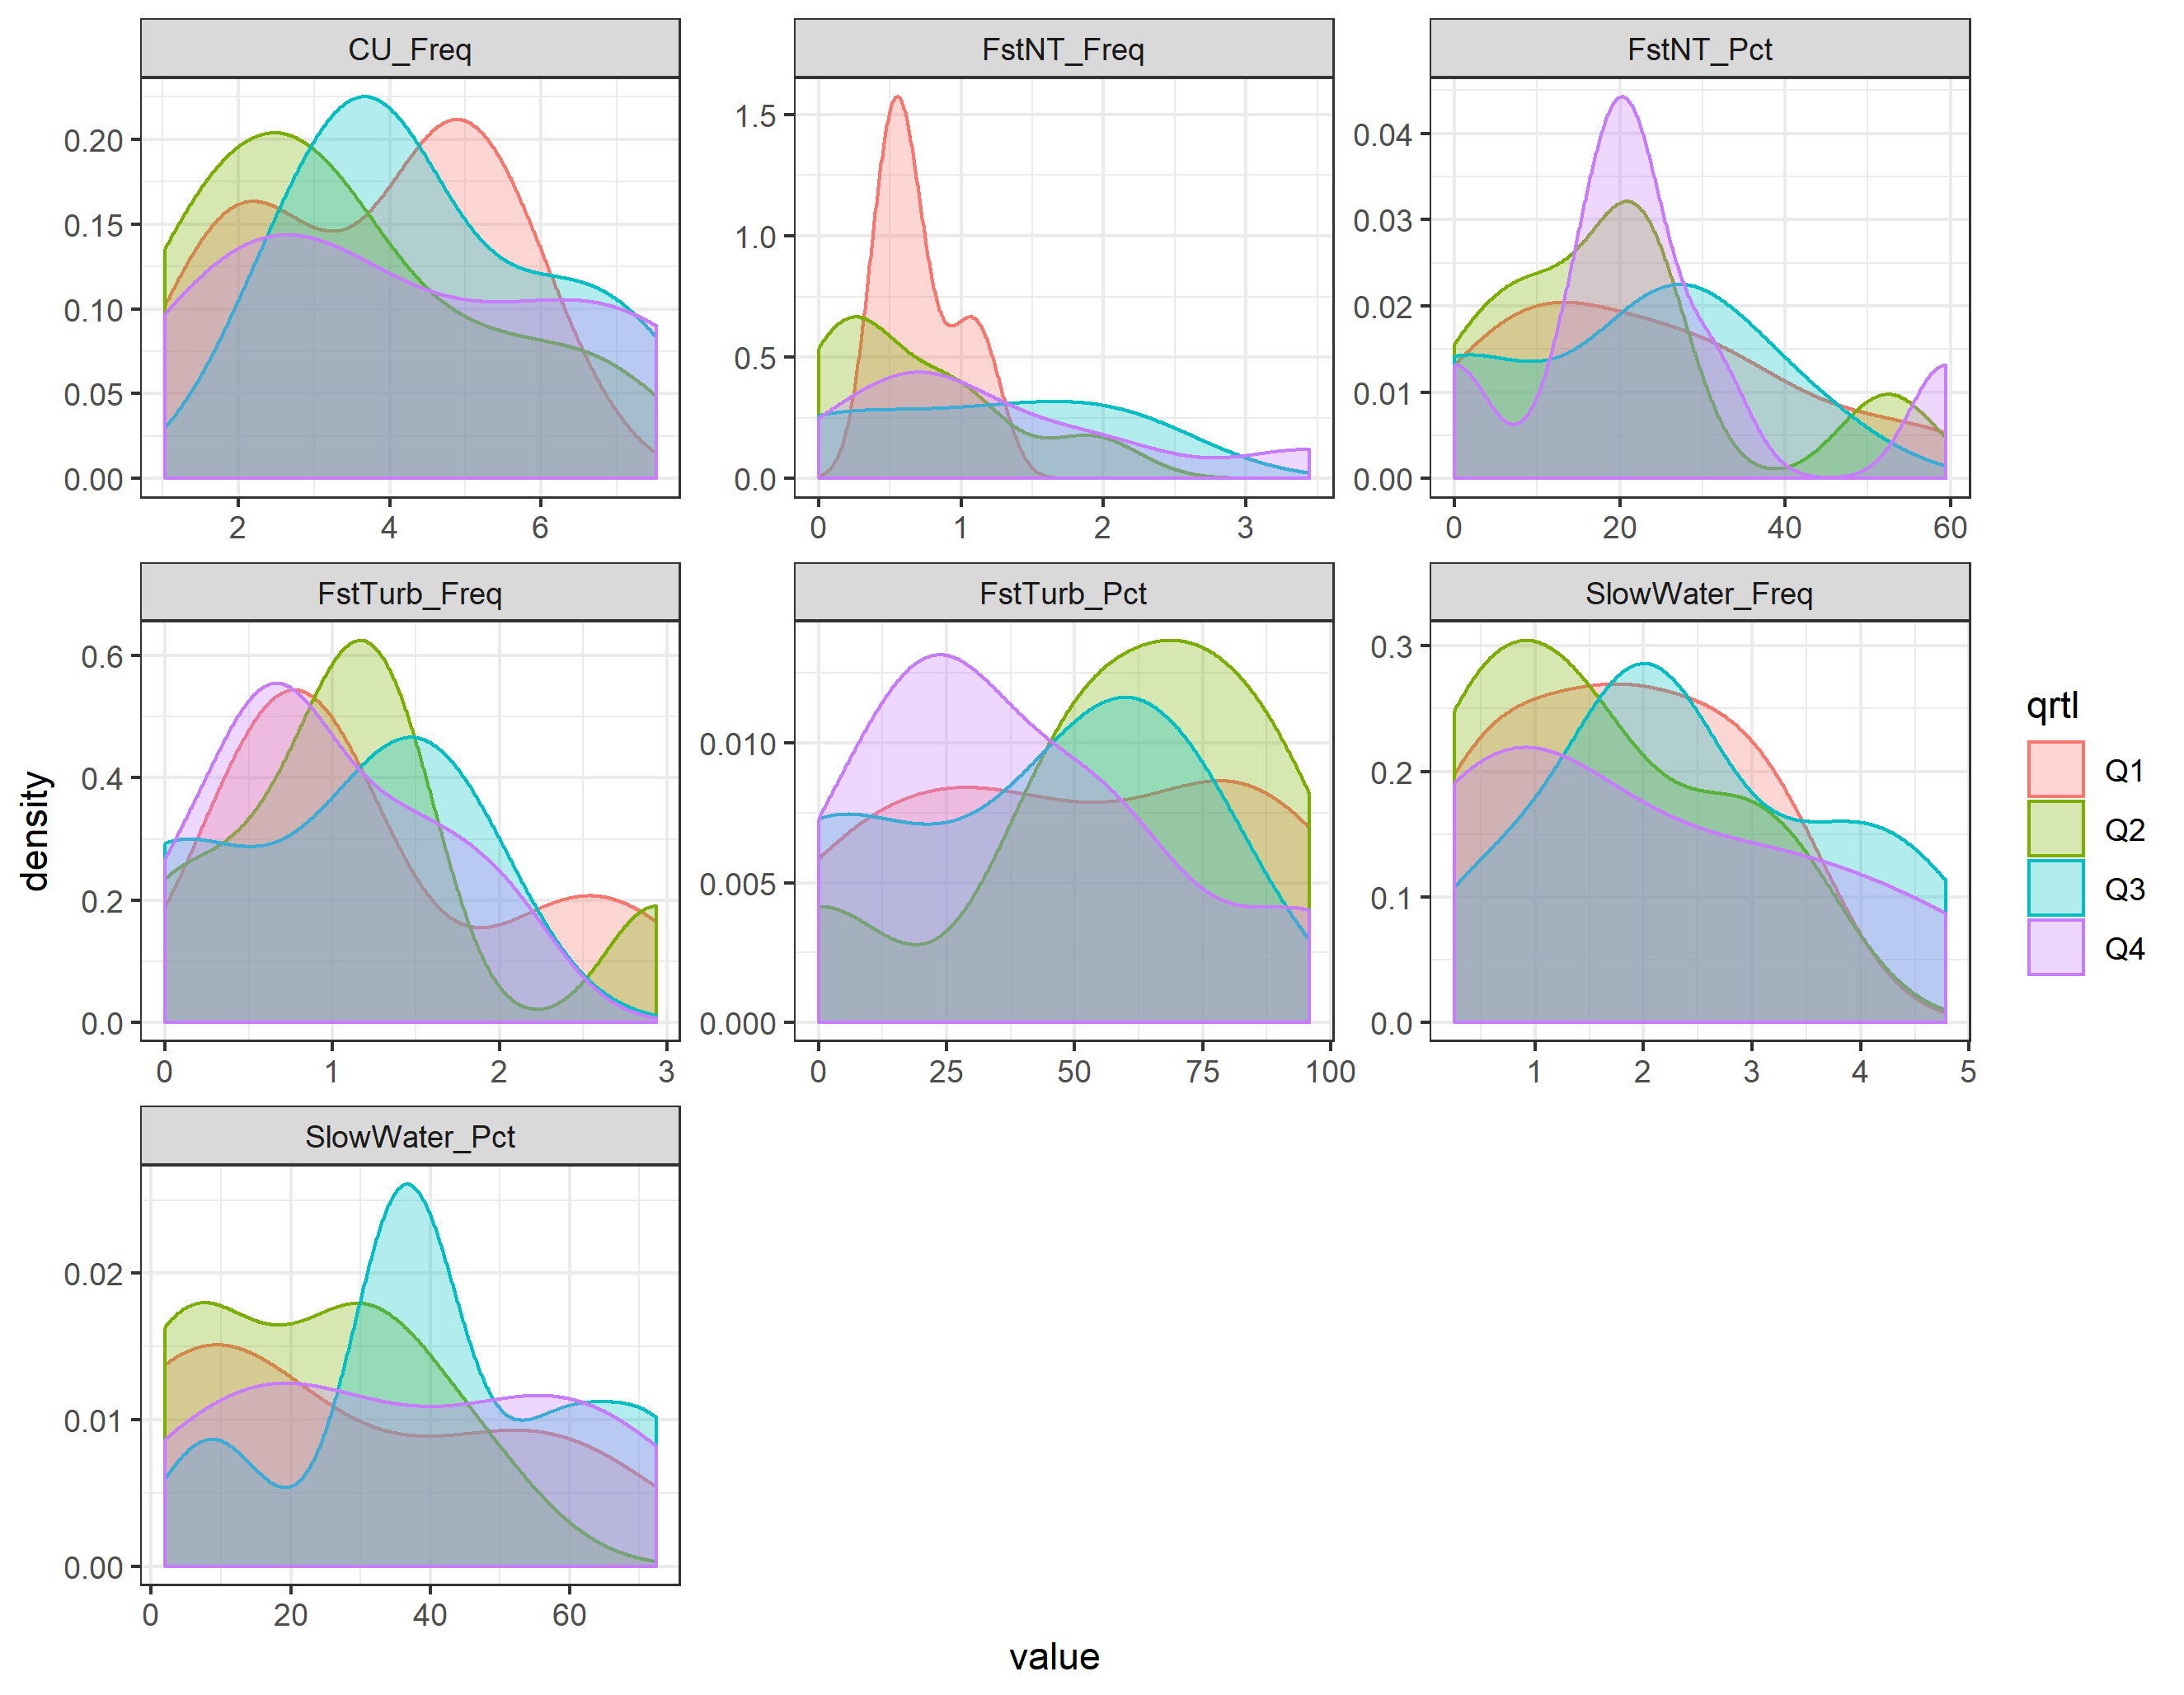 CU_Freq
FstNT_Freq
FstNT_Pct
0.20
0.15
0.10
0.05
0.00
2 4 6
1.5
1.0
0.5
0.0
0 1 2 3
0.04
0.03
0.02
0.01
0.00
0 20 40 60
FstTurb_Freq
FstTurb_Pct
SlowWater_Freq
0.6
0.4
0.2
0.0
0 1 2 3
0.010
0.005
0.000
0 25 50 75 100
0.3
0.2
0.1
0.0
1 2 3 4 5
SlowWater_Pct
0.02
0.01
0.00
0 20 40 60
density
value
qrtl
Q1
Q2
Q3
Q4